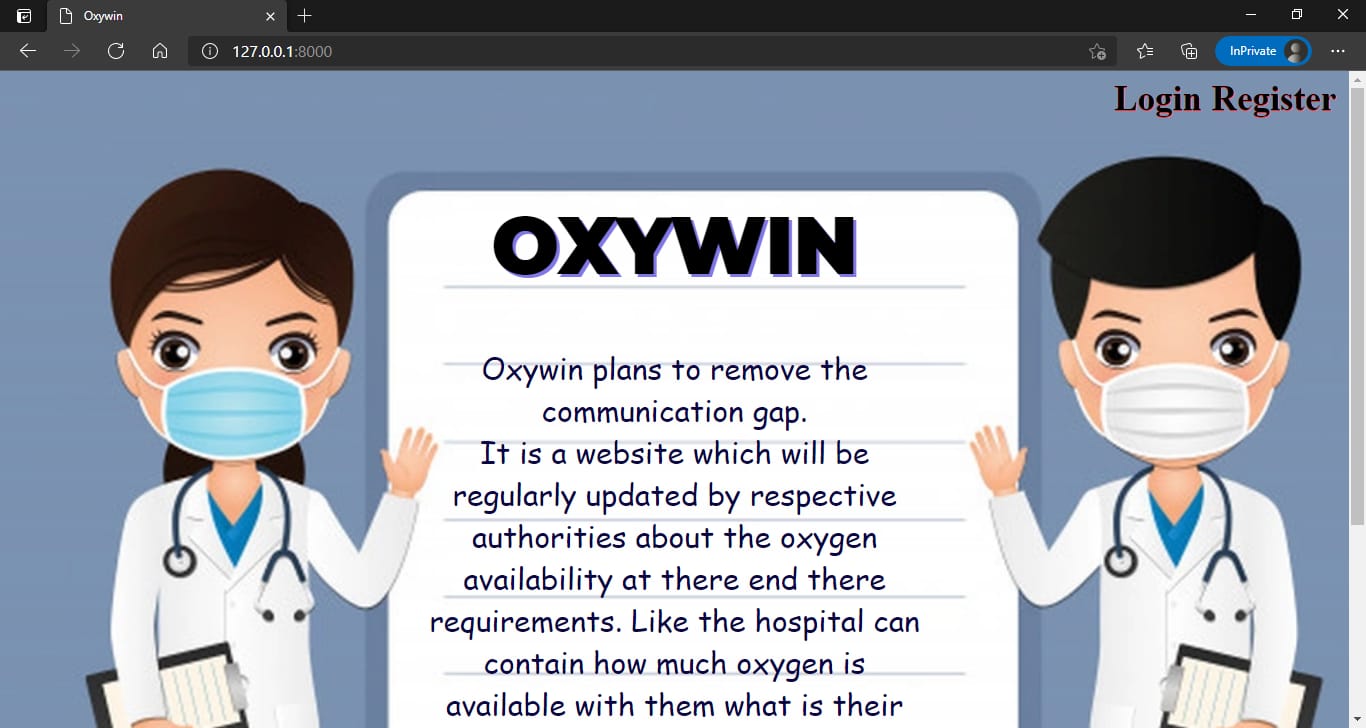 Oxywin
127.0.0.1:8000
InPrivate
Login Register
OXYWIN
Oxywin plans to remove the
communication gap.
It is a website which will be
regularly updated by respective
authorities about the oxygen
availability at there end there
requirements. Like the hospital can
contain how much oxygen is
available with them what is their